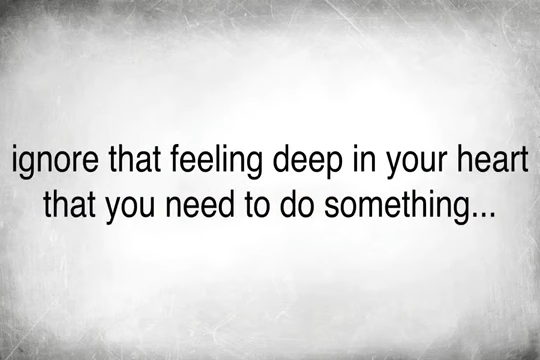 ignore that feeling deep in your heart
that you need to do something...